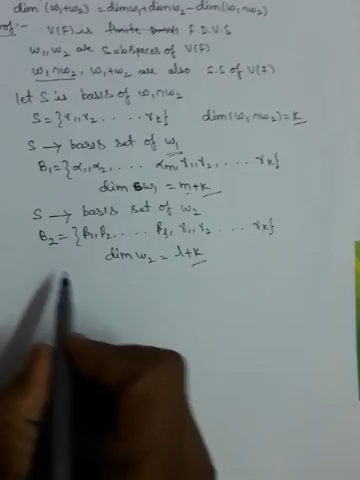 dim (w1+w2) = dimw1+dimw2-dim(w1∩w2)
of:- V(F) is finite F.D.V.S
w1, w2 are Subspaces of V(F)
w1∩w2, w1+w2 are also S.S of V(F)
let S is basis of w1∩w2
S = {γ1, γ2 . . . . . γk} dim(w1∩w2) = k
S → basis set of w1
B1 = {α1, α2 . . . . αm, γ1, γ2, . . . . γk}
dim w1 = m+k
S → basis set of w2
B2 = {β1, β2 . . . . βl, γ1, γ2 . . . . γk}
dim w2 = l+k